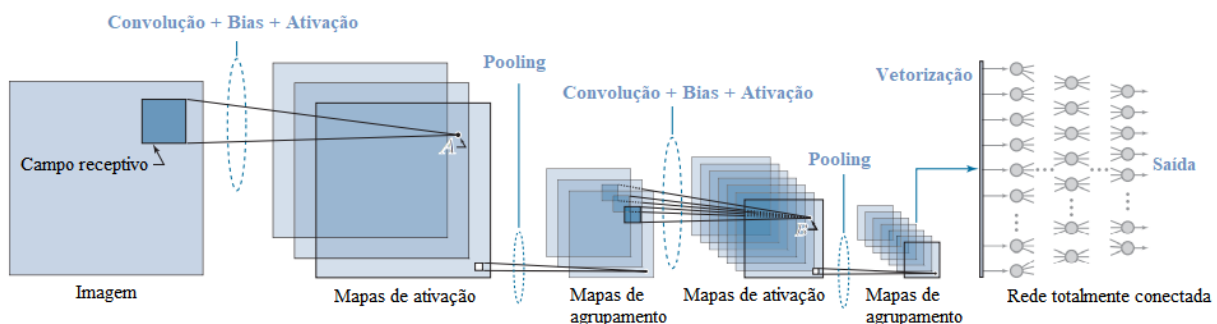 Convolução + Bias + Ativação
Pooling
Convolução + Bias + Ativação
Pooling
Vetorização
Campo receptivo
A
B
Saída
Imagem
Mapas de ativação
Mapas de
agrupamento
Mapas de ativação
Mapas de
agrupamento
Rede totalmente conectada